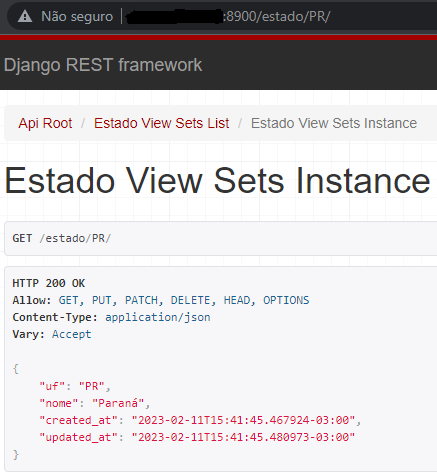 Não seguro :8900/estado/PR/
Django REST framework
Api Root / Estado View Sets List / Estado View Sets Instance
Estado View Sets Instance
GET /estado/PR/
HTTP 200 OK
Allow: GET, PUT, PATCH, DELETE, HEAD, OPTIONS
Content-Type: application/json
Vary: Accept
{
"uf": "PR",
"nome": "Paraná",
"created_at": "2023-02-11T15:41:45.467924-03:00",
"updated_at": "2023-02-11T15:41:45.480973-03:00"
}